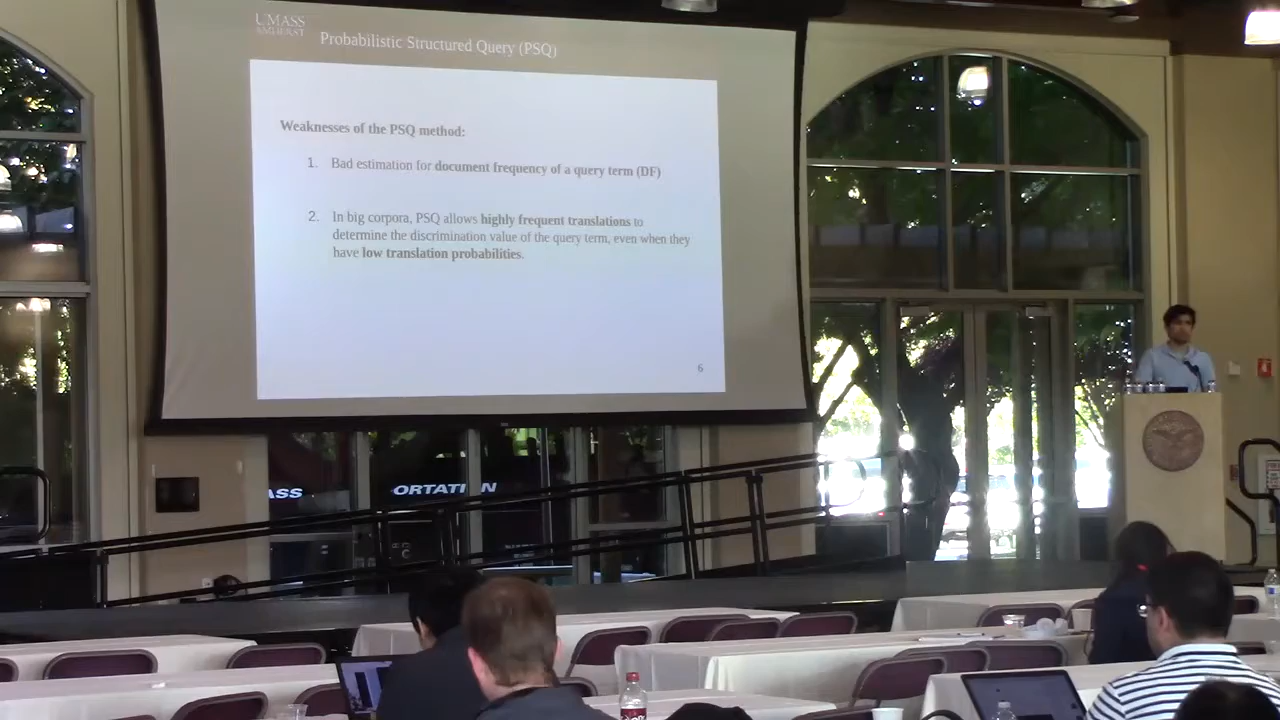 UMASS
AMHERST
Probabilistic Structured Query (PSQ)
Weaknesses of the PSQ method:
1. Bad estimation for document frequency of a query term (DF)
2. In big corpora, PSQ allows highly frequent translations to
determine the discrimination value of the query term, even when they
have low translation probabilities.
6
ASS
ORTATION